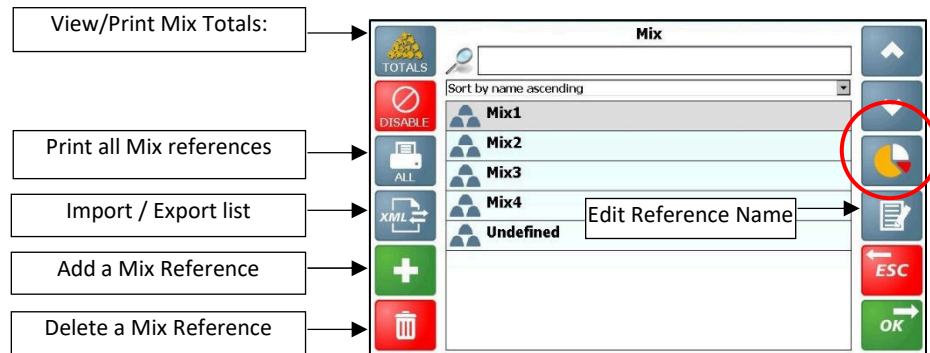 View/Print Mix Totals:
Print all Mix references
Import / Export list
Add a Mix Reference
Delete a Mix Reference
TOTALS
DISABLE
ALL
XML
Mix
Sort by name ascending
Mix1
Mix2
Mix3
Mix4
Undefined
Edit Reference Name
ESC
OK